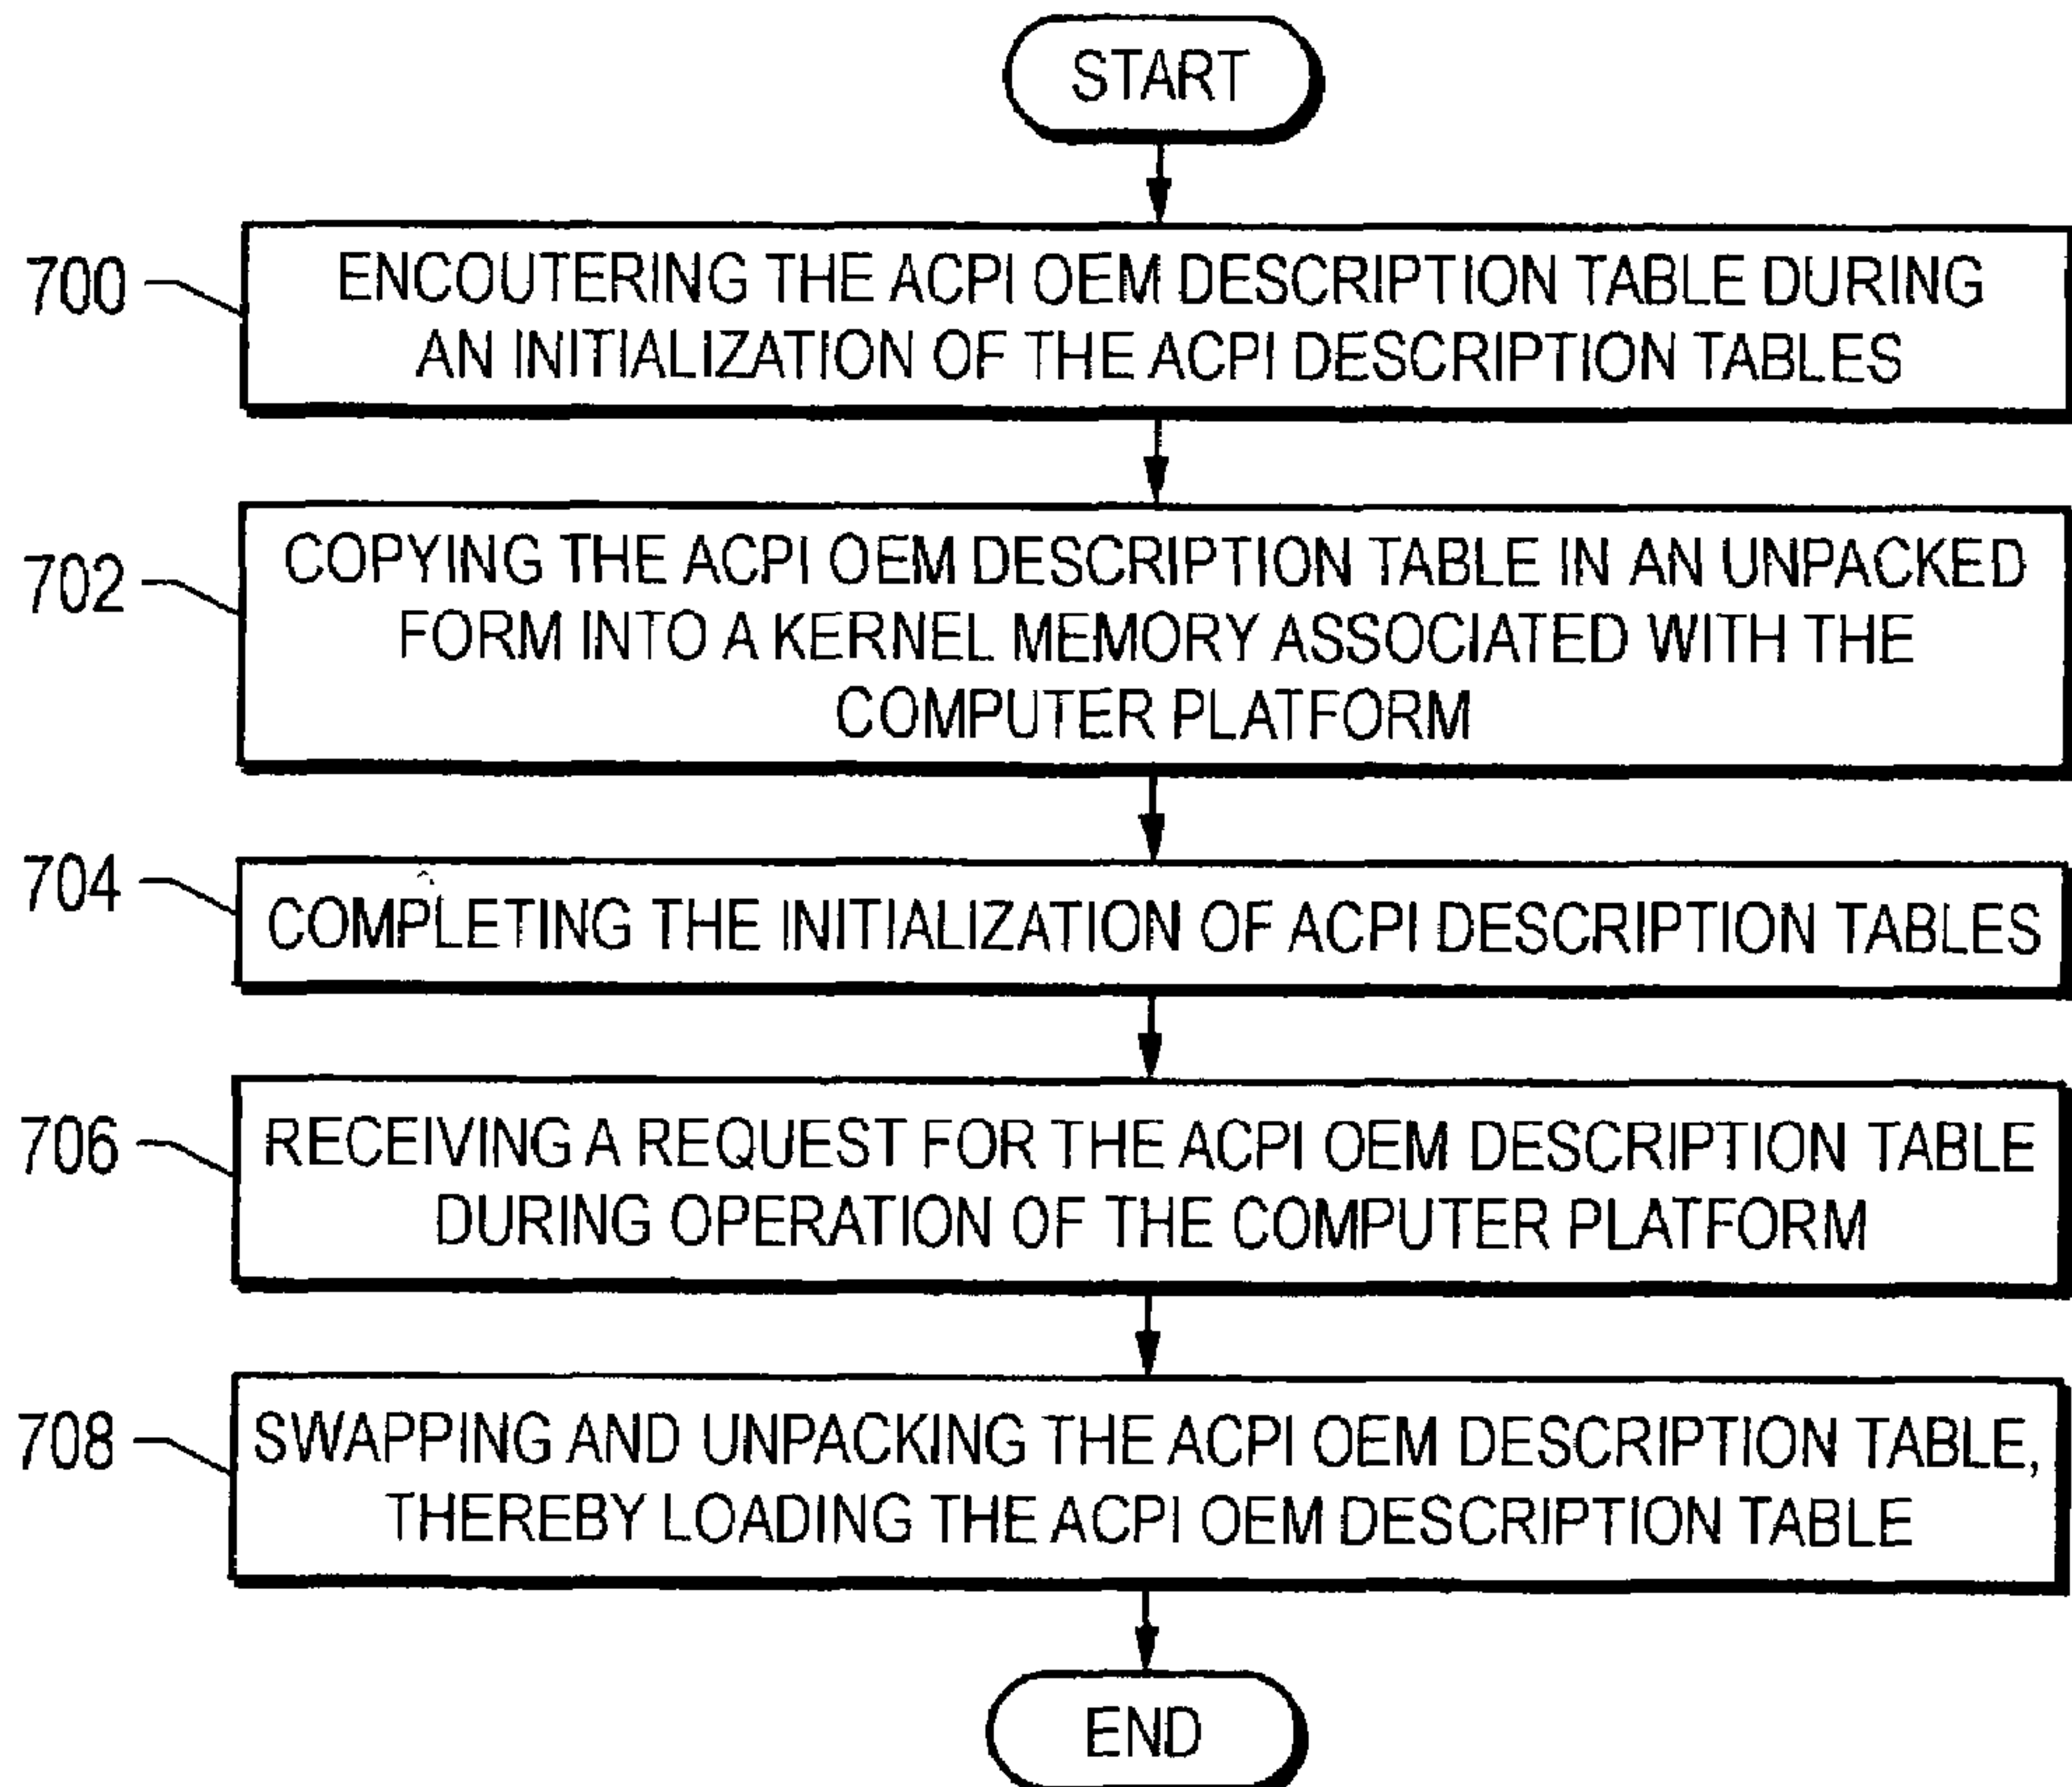 START
700
ENCOUTERING THE ACPI OEM DESCRIPTION TABLE DURING
AN INITIALIZATION OF THE ACPI DESCRIPTION TABLES
702
COPYING THE ACPI OEM DESCRIPTION TABLE IN AN UNPACKED
FORM INTO A KERNEL MEMORY ASSOCIATED WITH THE
COMPUTER PLATFORM
704
COMPLETING THE INITIALIZATION OF ACPI DESCRIPTION TABLES
706
RECEIVING A REQUEST FOR THE ACPI OEM DESCRIPTION TABLE
DURING OPERATION OF THE COMPUTER PLATFORM
708
SWAPPING AND UNPACKING THE ACPI OEM DESCRIPTION TABLE,
THEREBY LOADING THE ACPI OEM DESCRIPTION TABLE
END